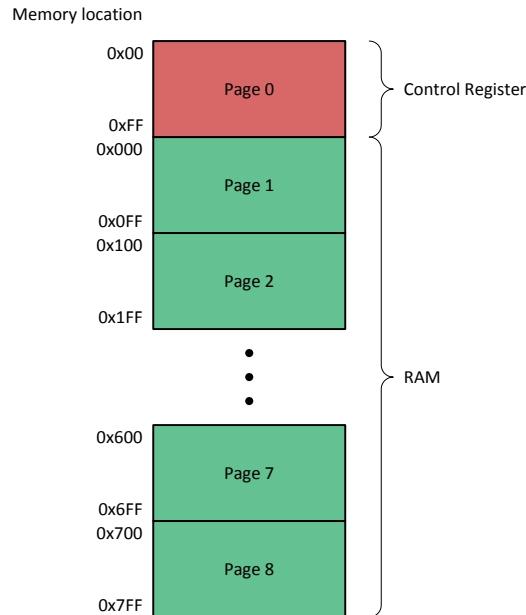 Memory location
0x00
Page 0
Control Register
0xFF
0x000
Page 1
0x0FF
0x100
Page 2
0x1FF
RAM
0x600
Page 7
0x6FF
0x700
Page 8
0x7FF